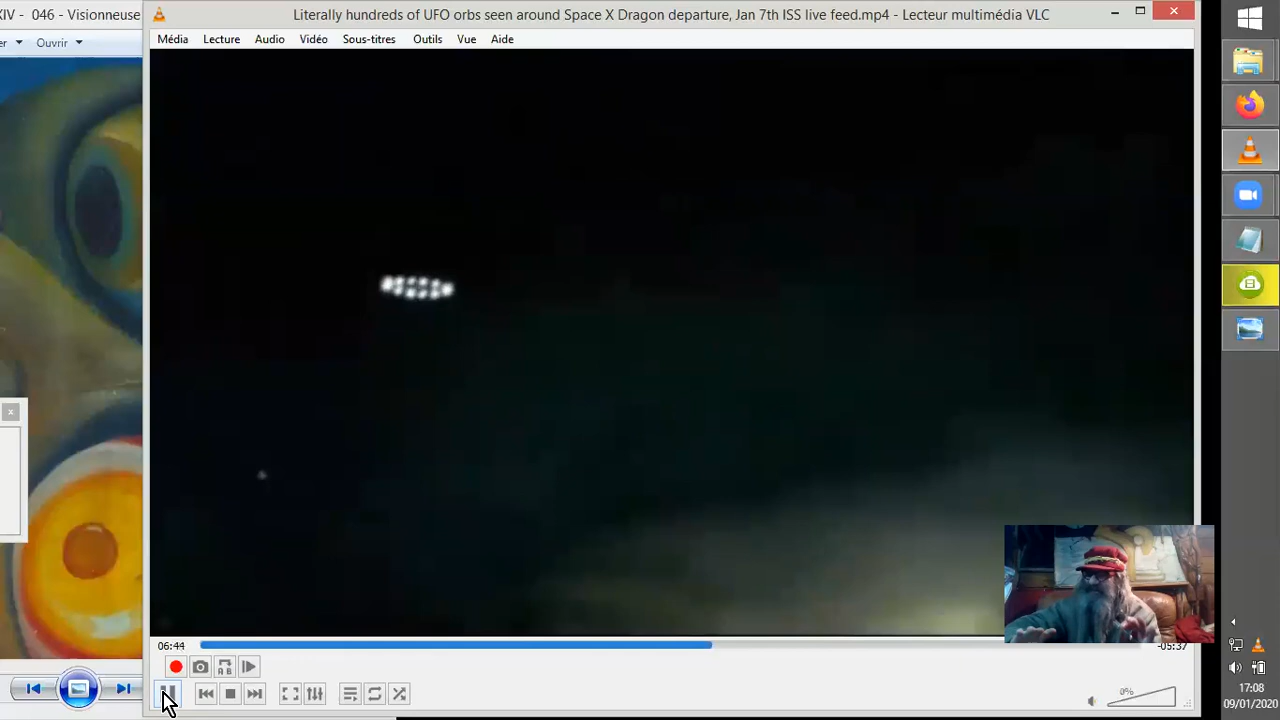 XIV - 046 - Visionneuse
Literally hundreds of UFO orbs seen around Space X Dragon departure, Jan 7th ISS live feed.mp4 - Lecteur multimédia VLC
Ouvrir
Média Lecture Audio Vidéo Sous-titres Outils Vue Aide
06:44
-05:37
A B
0%
17:08
09/01/2020